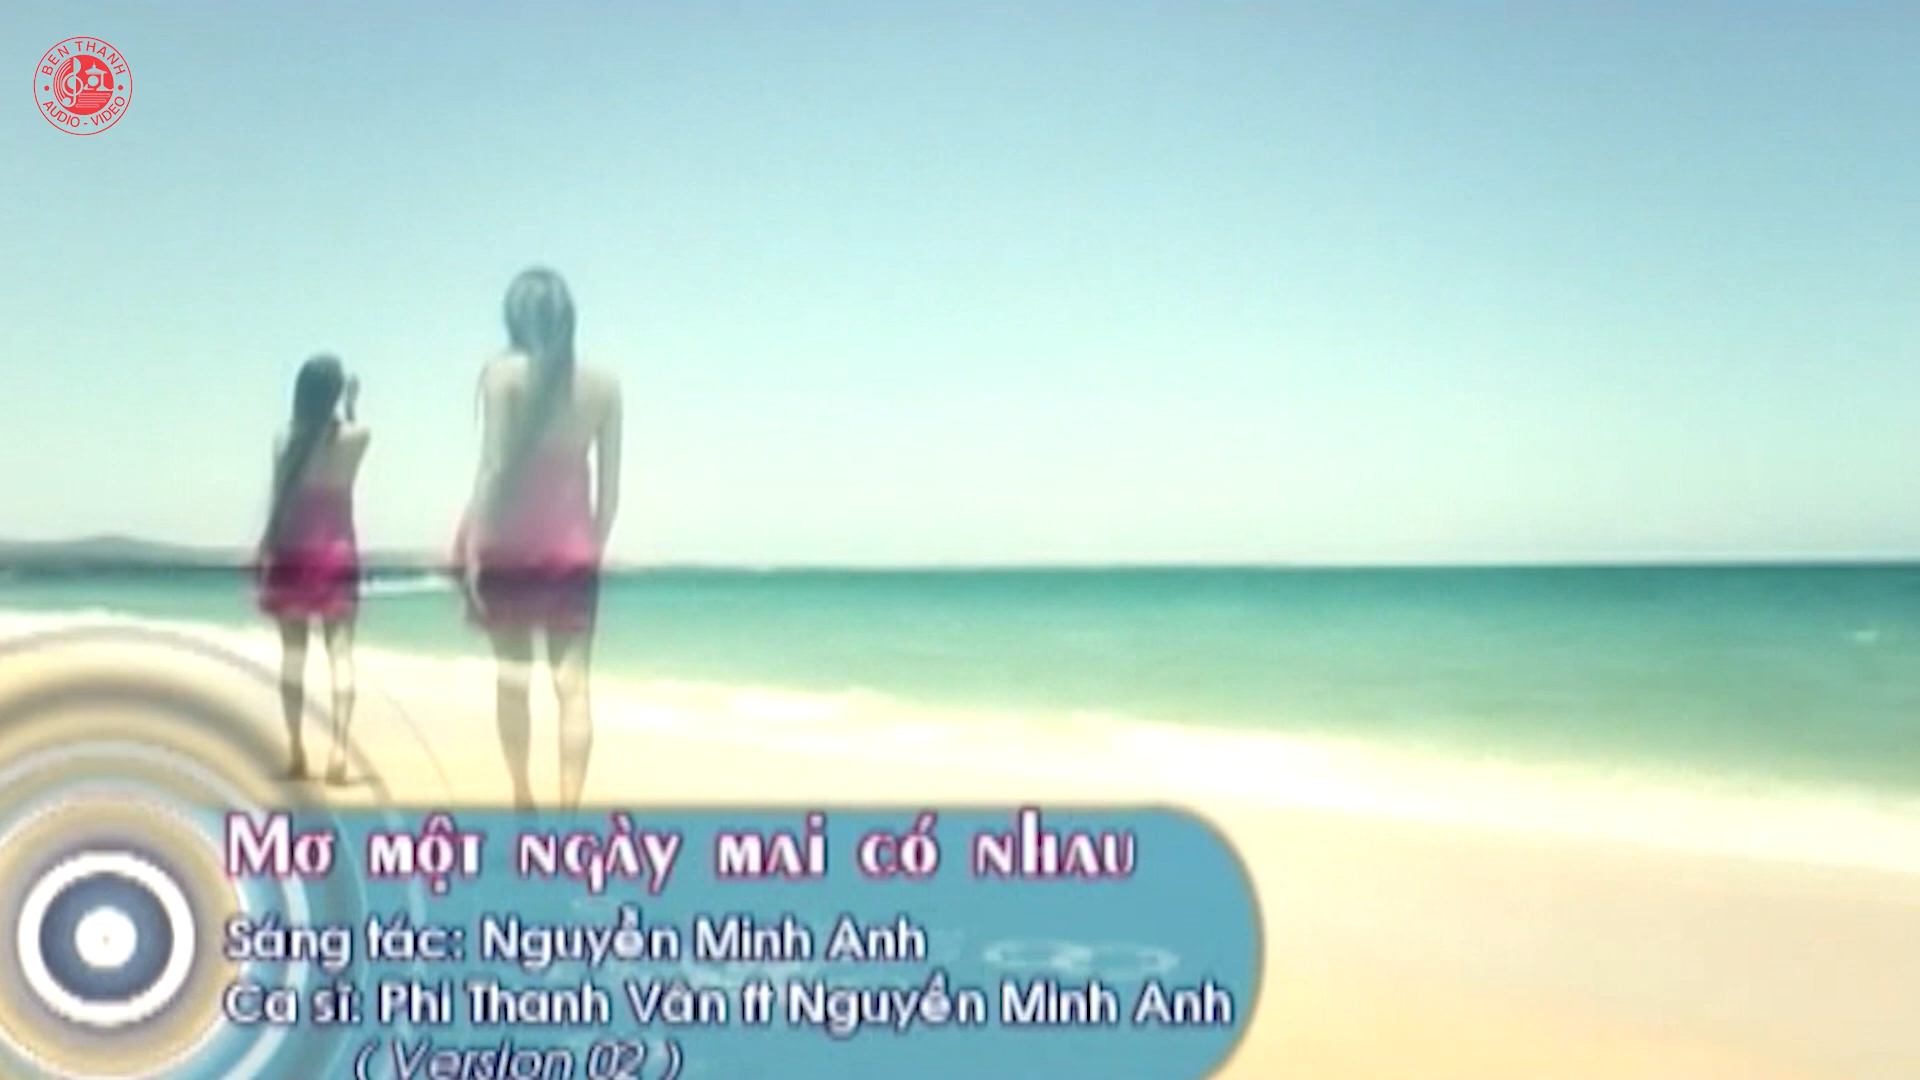 BEN THANH
AUDIO - VIDEO
Mơ một ngày mai có nhau
Sáng tác: Nguyễn Minh Anh
Ca sĩ: Phi Thanh Vân ft Nguyễn Minh Anh
( Version 02 )